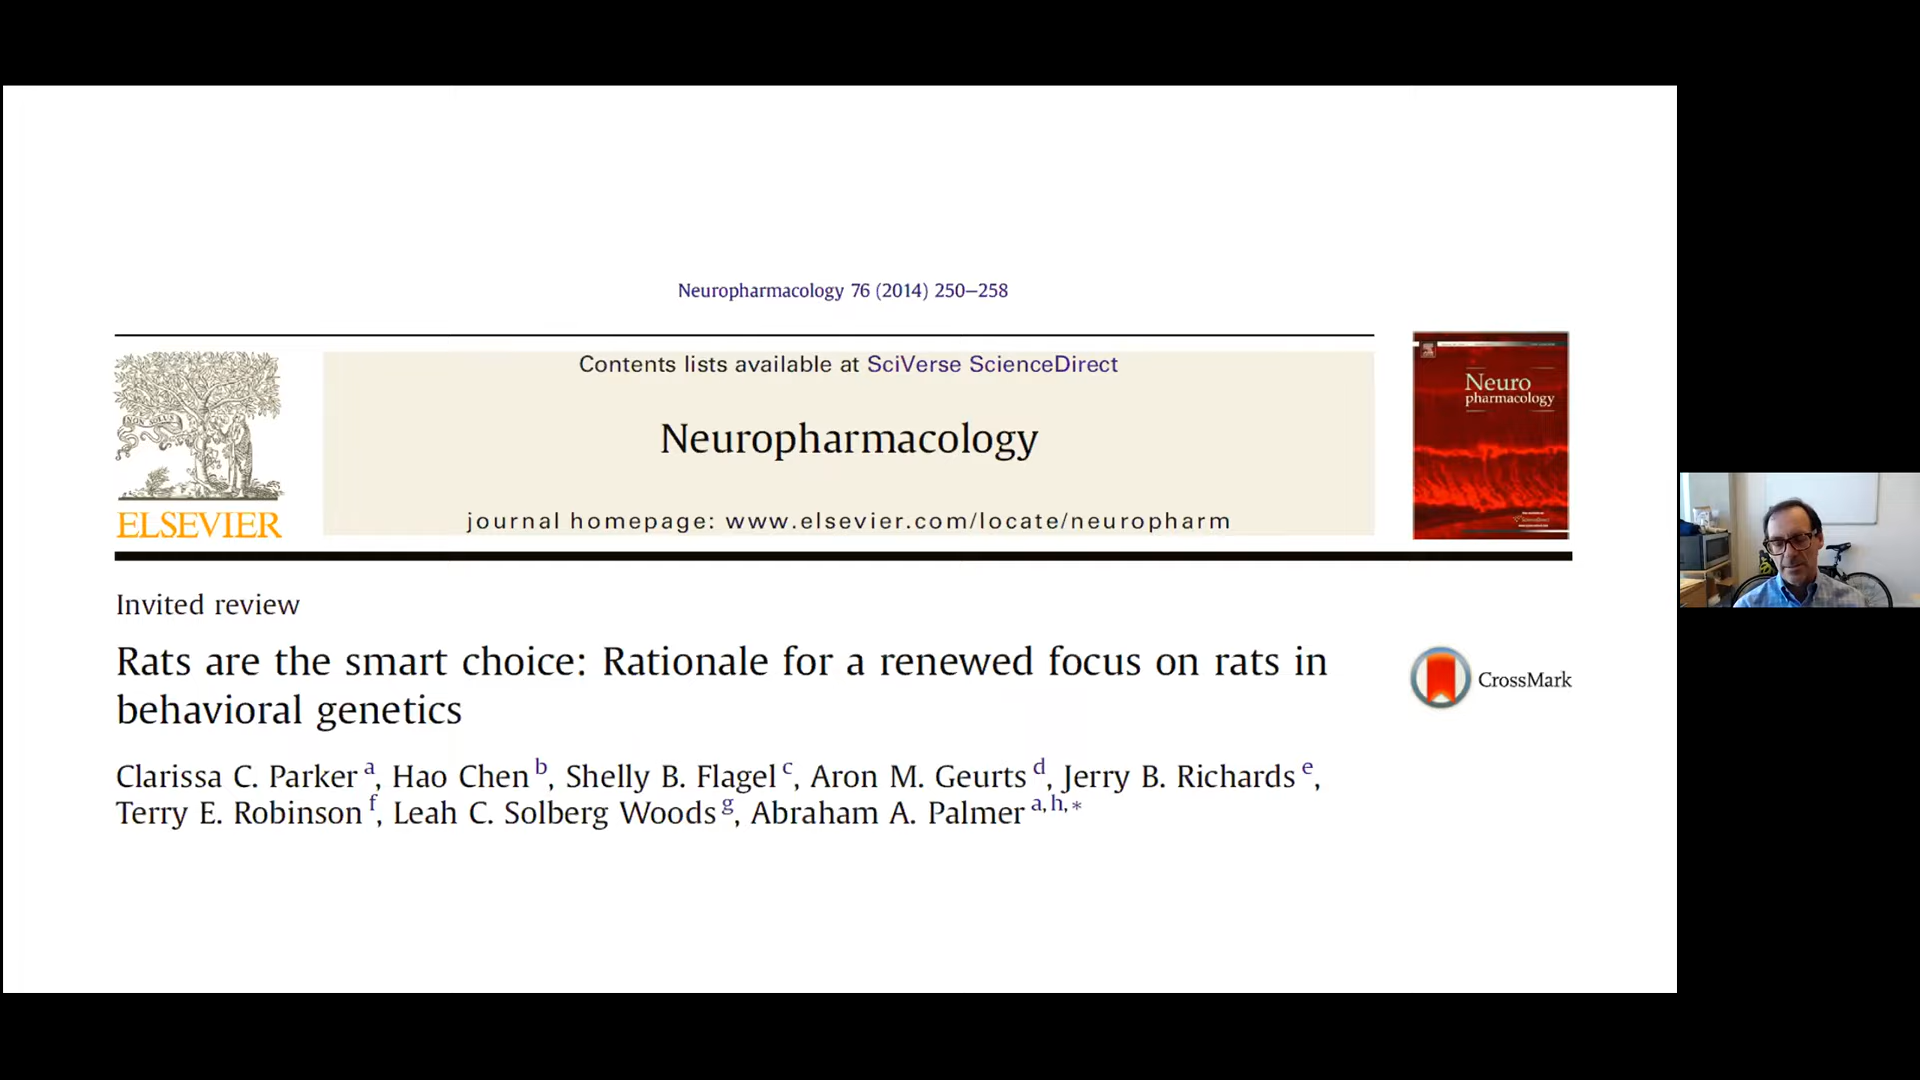 Neuropharmacology 76 (2014) 250–258
Contents lists available at SciVerse ScienceDirect
Neuropharmacology
journal homepage: www.elsevier.com/locate/neuropharm
NON SOLUS
ELSEVIER
Neuro
pharmacology
Invited review
Rats are the smart choice: Rationale for a renewed focus on rats in
behavioral genetics
CrossMark
Clarissa C. Parker a, Hao Chen b, Shelly B. Flagel c, Aron M. Geurts d, Jerry B. Richards e,
Terry E. Robinson f, Leah C. Solberg Woods g, Abraham A. Palmer a, h, *